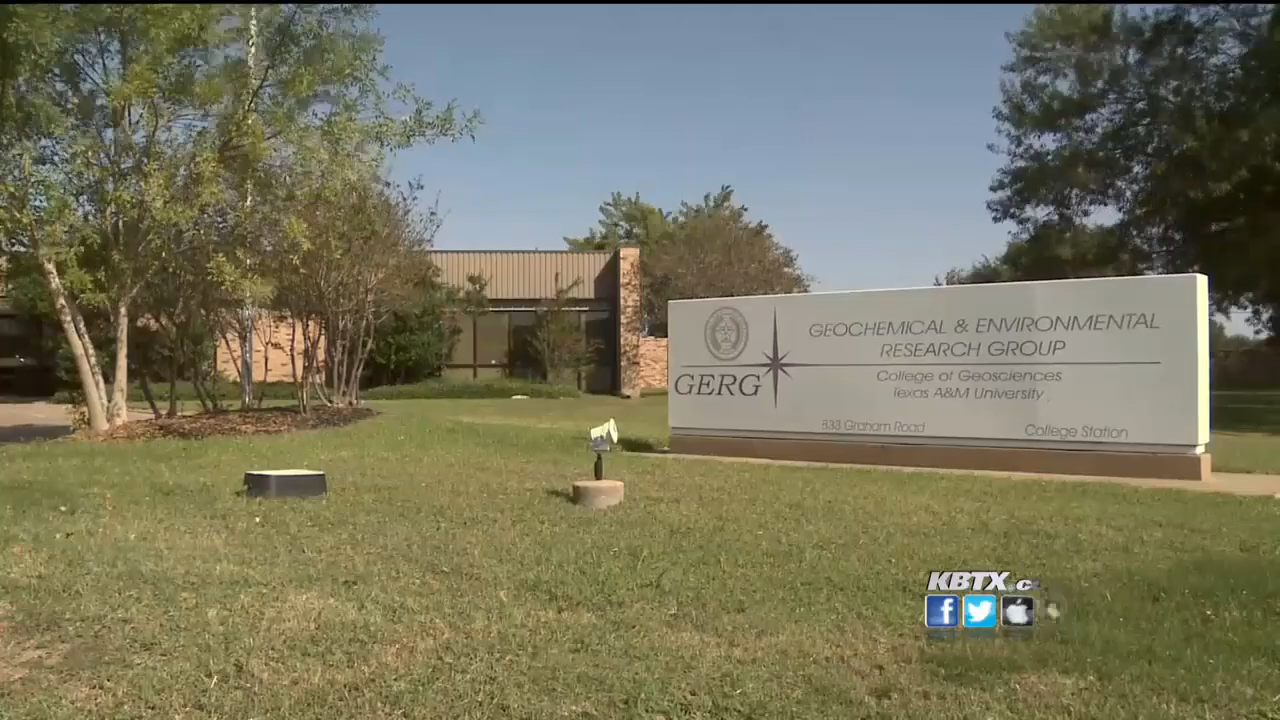 GEOCHEMICAL & ENVIRONMENTAL
RESEARCH GROUP
GERG
College of Geosciences
Texas A&M University
833 Graham Road
College Station
KBTX.c
f